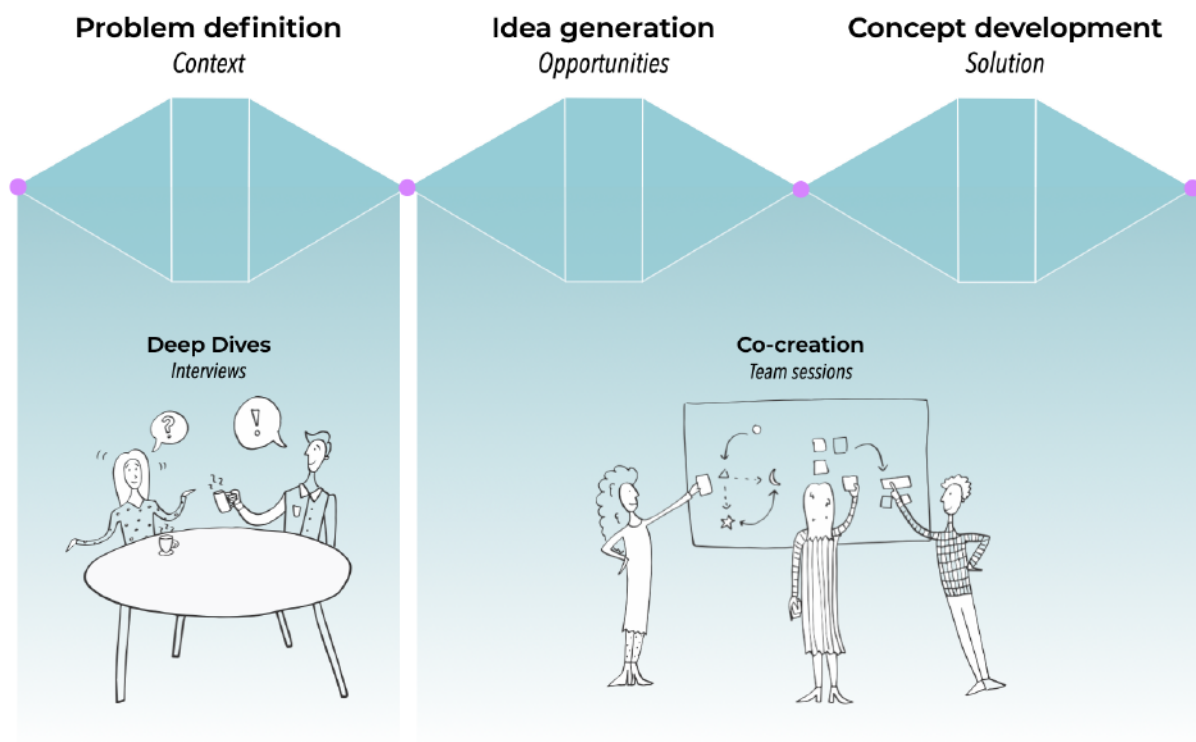 Problem definition
Context
Idea generation
Opportunities
Concept development
Solution
Deep Dives
Interviews
?
!
Co-creation
Team sessions